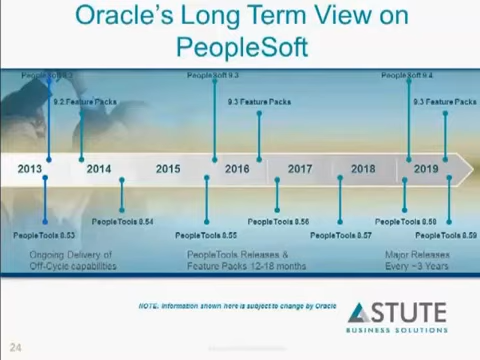 Oracle's Long Term View on
PeopleSoft
PeopleSoft 9.2
PeopleSoft 9.3
PeopleSoft 9.4
9.2 Feature Packs
9.3 Feature Packs
9.3 Feature Packs
2013
2014
2015
2016
2017
2018
2019
PeopleTools 8.54
PeopleTools 8.56
PeopleTools 8.58
PeopleTools 8.53
PeopleTools 8.55
PeopleTools 8.57
PeopleTools 8.59
Ongoing Delivery of
Off-Cycle capabilities
PeopleTools Releases &
Feature Packs 12-18 months
Major Releases
Every ~3 Years
NOTE: Information shown here is subject to change by Oracle
ASTUTE
BUSINESS SOLUTIONS
24